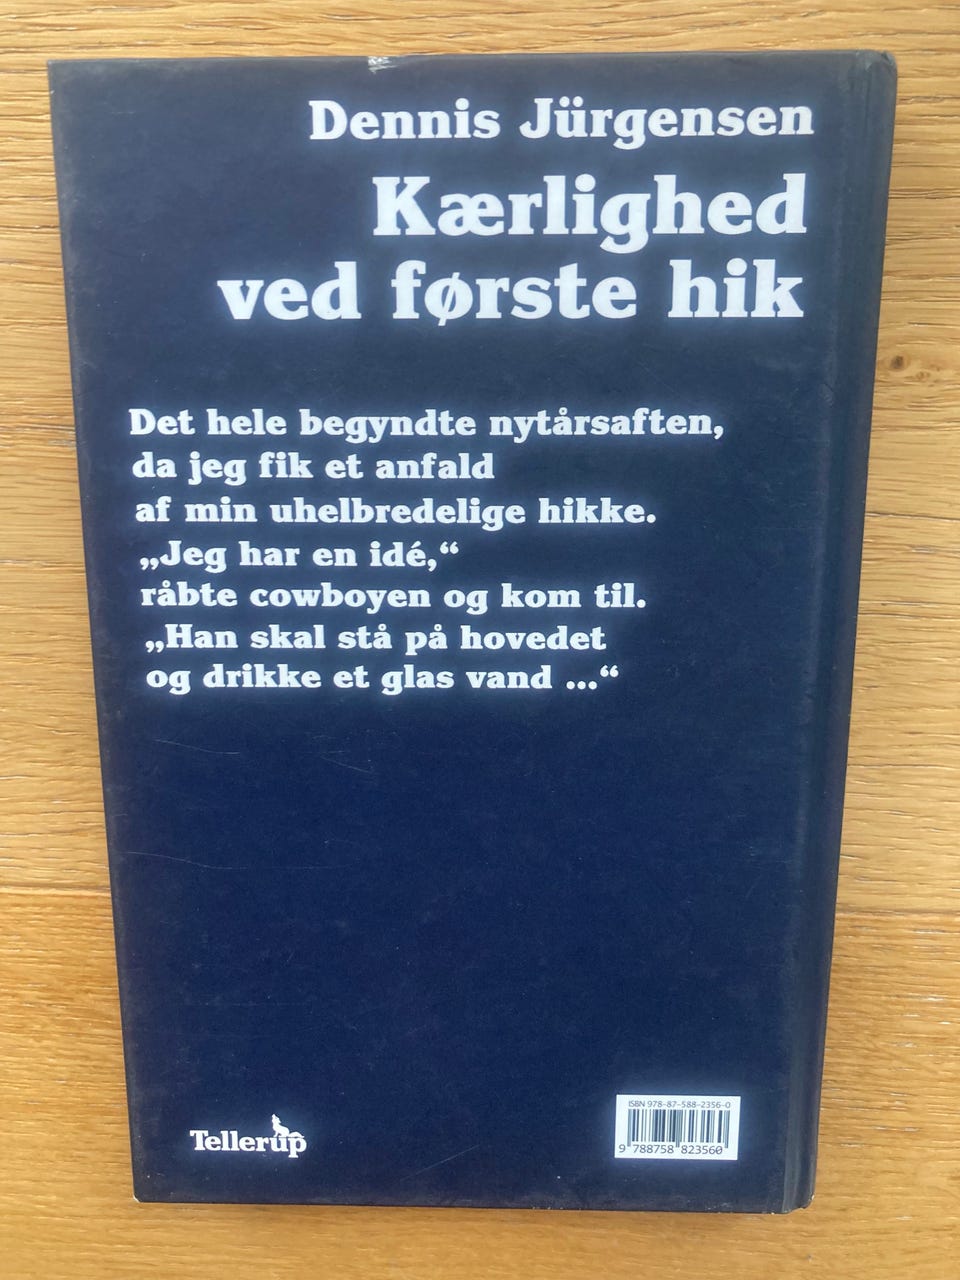 Dennis Jürgensen
Kærlighed
ved første hik
Det hele begyndte nytårsaften,
da jeg fik et anfald
af min uhelbredelige hikke.
„Jeg har en idé,“
råbte cowboyen og kom til.
„Han skal stå på hovedet
og drikke et glas vand ...“
Tellerup
ISBN 978-87-588-2356-0
9 788758 823560